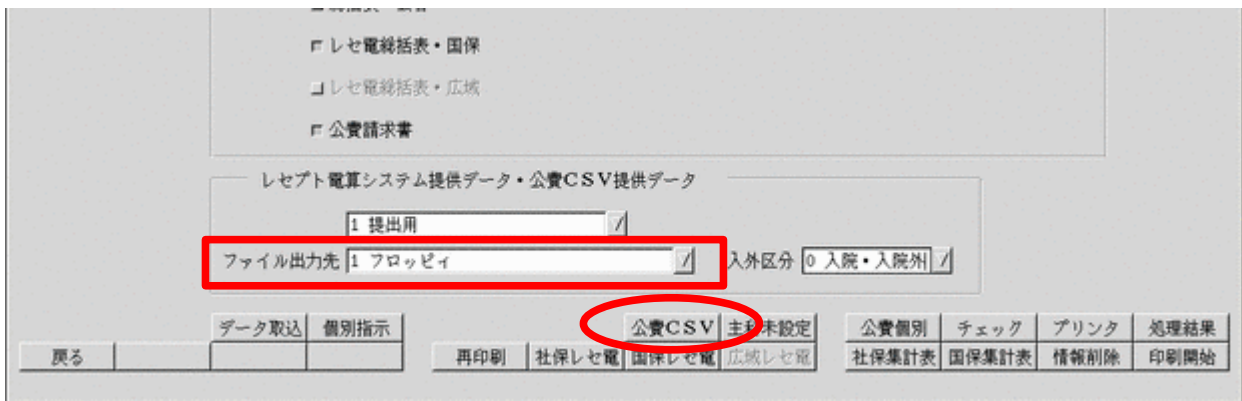 レセ電総括表・国保
レセ電総括表・広域
公費請求書
レセプト電算システム提供データ・公費CSV提供データ
1 提出用
ファイル出力先 1 フロッピィ 入外区分 0 入院・入院外
データ取込 個別指示 公費CSV 主科未設定 公費個別 チェック プリンタ 処理結果
戻る 再印刷 社保レセ電 国保レセ電 広域レセ電 社保集計表 国保集計表 情報削除 印刷開始